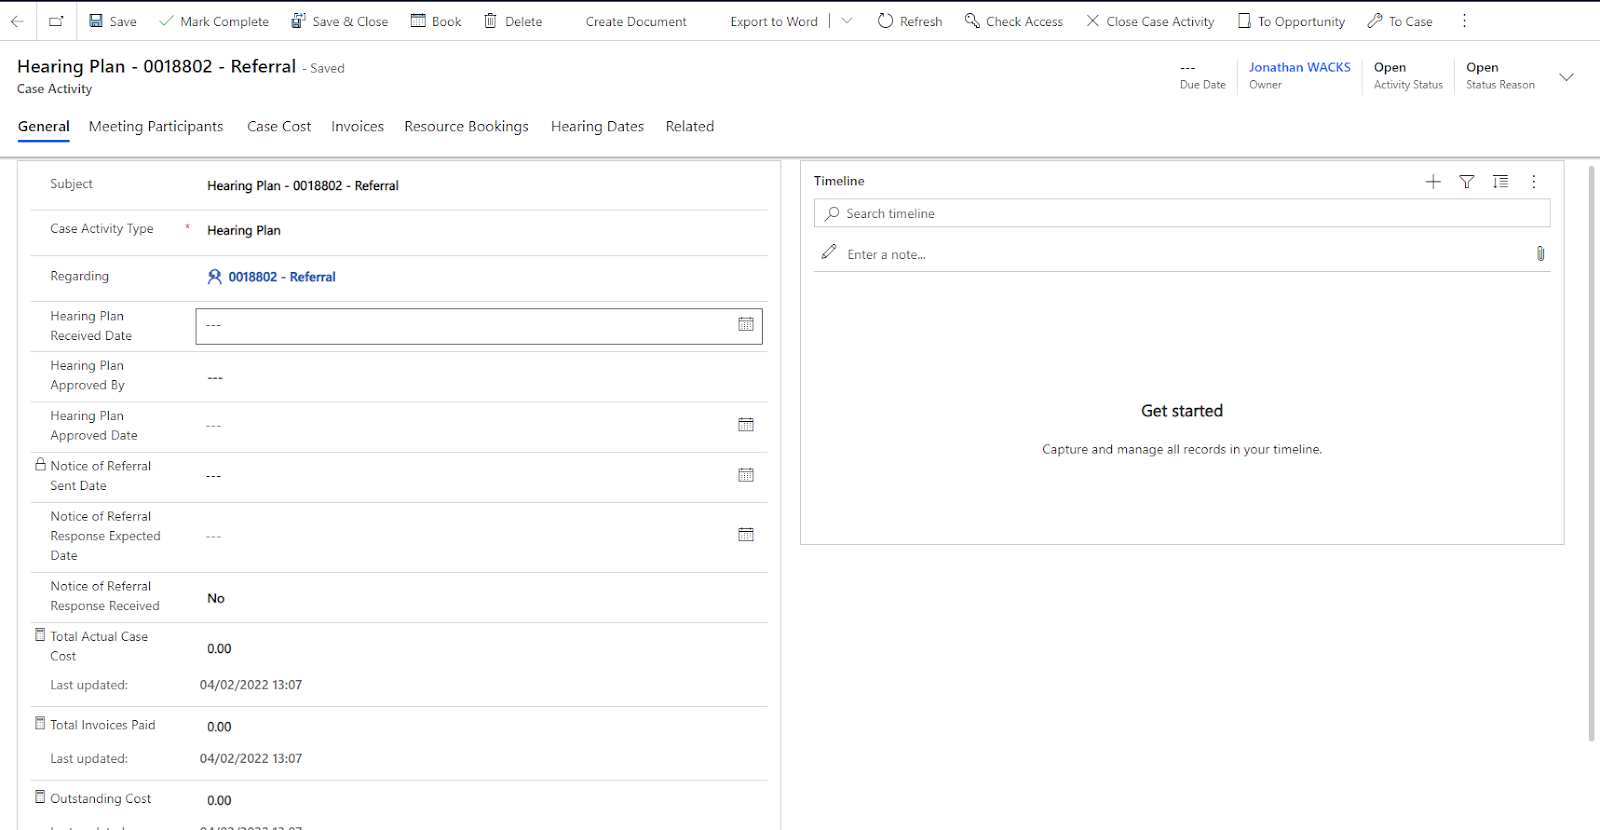 Save Mark Complete Save & Close Book Delete Create Document Export to Word Refresh Check Access Close Case Activity To Opportunity To Case
Hearing Plan - 0018802 - Referral - Saved
Case Activity
--- Due Date
Jonathan WACKS Owner
Open Activity Status
Open Status Reason
General Meeting Participants Case Cost Invoices Resource Bookings Hearing Dates Related
Subject Hearing Plan - 0018802 - Referral
Case Activity Type * Hearing Plan
Regarding 0018802 - Referral
Hearing Plan
Received Date ---
Hearing Plan
Approved By ---
Hearing Plan
Approved Date ---
Notice of Referral
Sent Date ---
Notice of Referral
Response Expected ---
Date
Notice of Referral
Response Received No
Total Actual Case
Cost 0.00
Last updated: 04/02/2022 13:07
Total Invoices Paid 0.00
Last updated: 04/02/2022 13:07
Outstanding Cost 0.00
Timeline
Search timeline
Enter a note...
Get started
Capture and manage all records in your timeline.